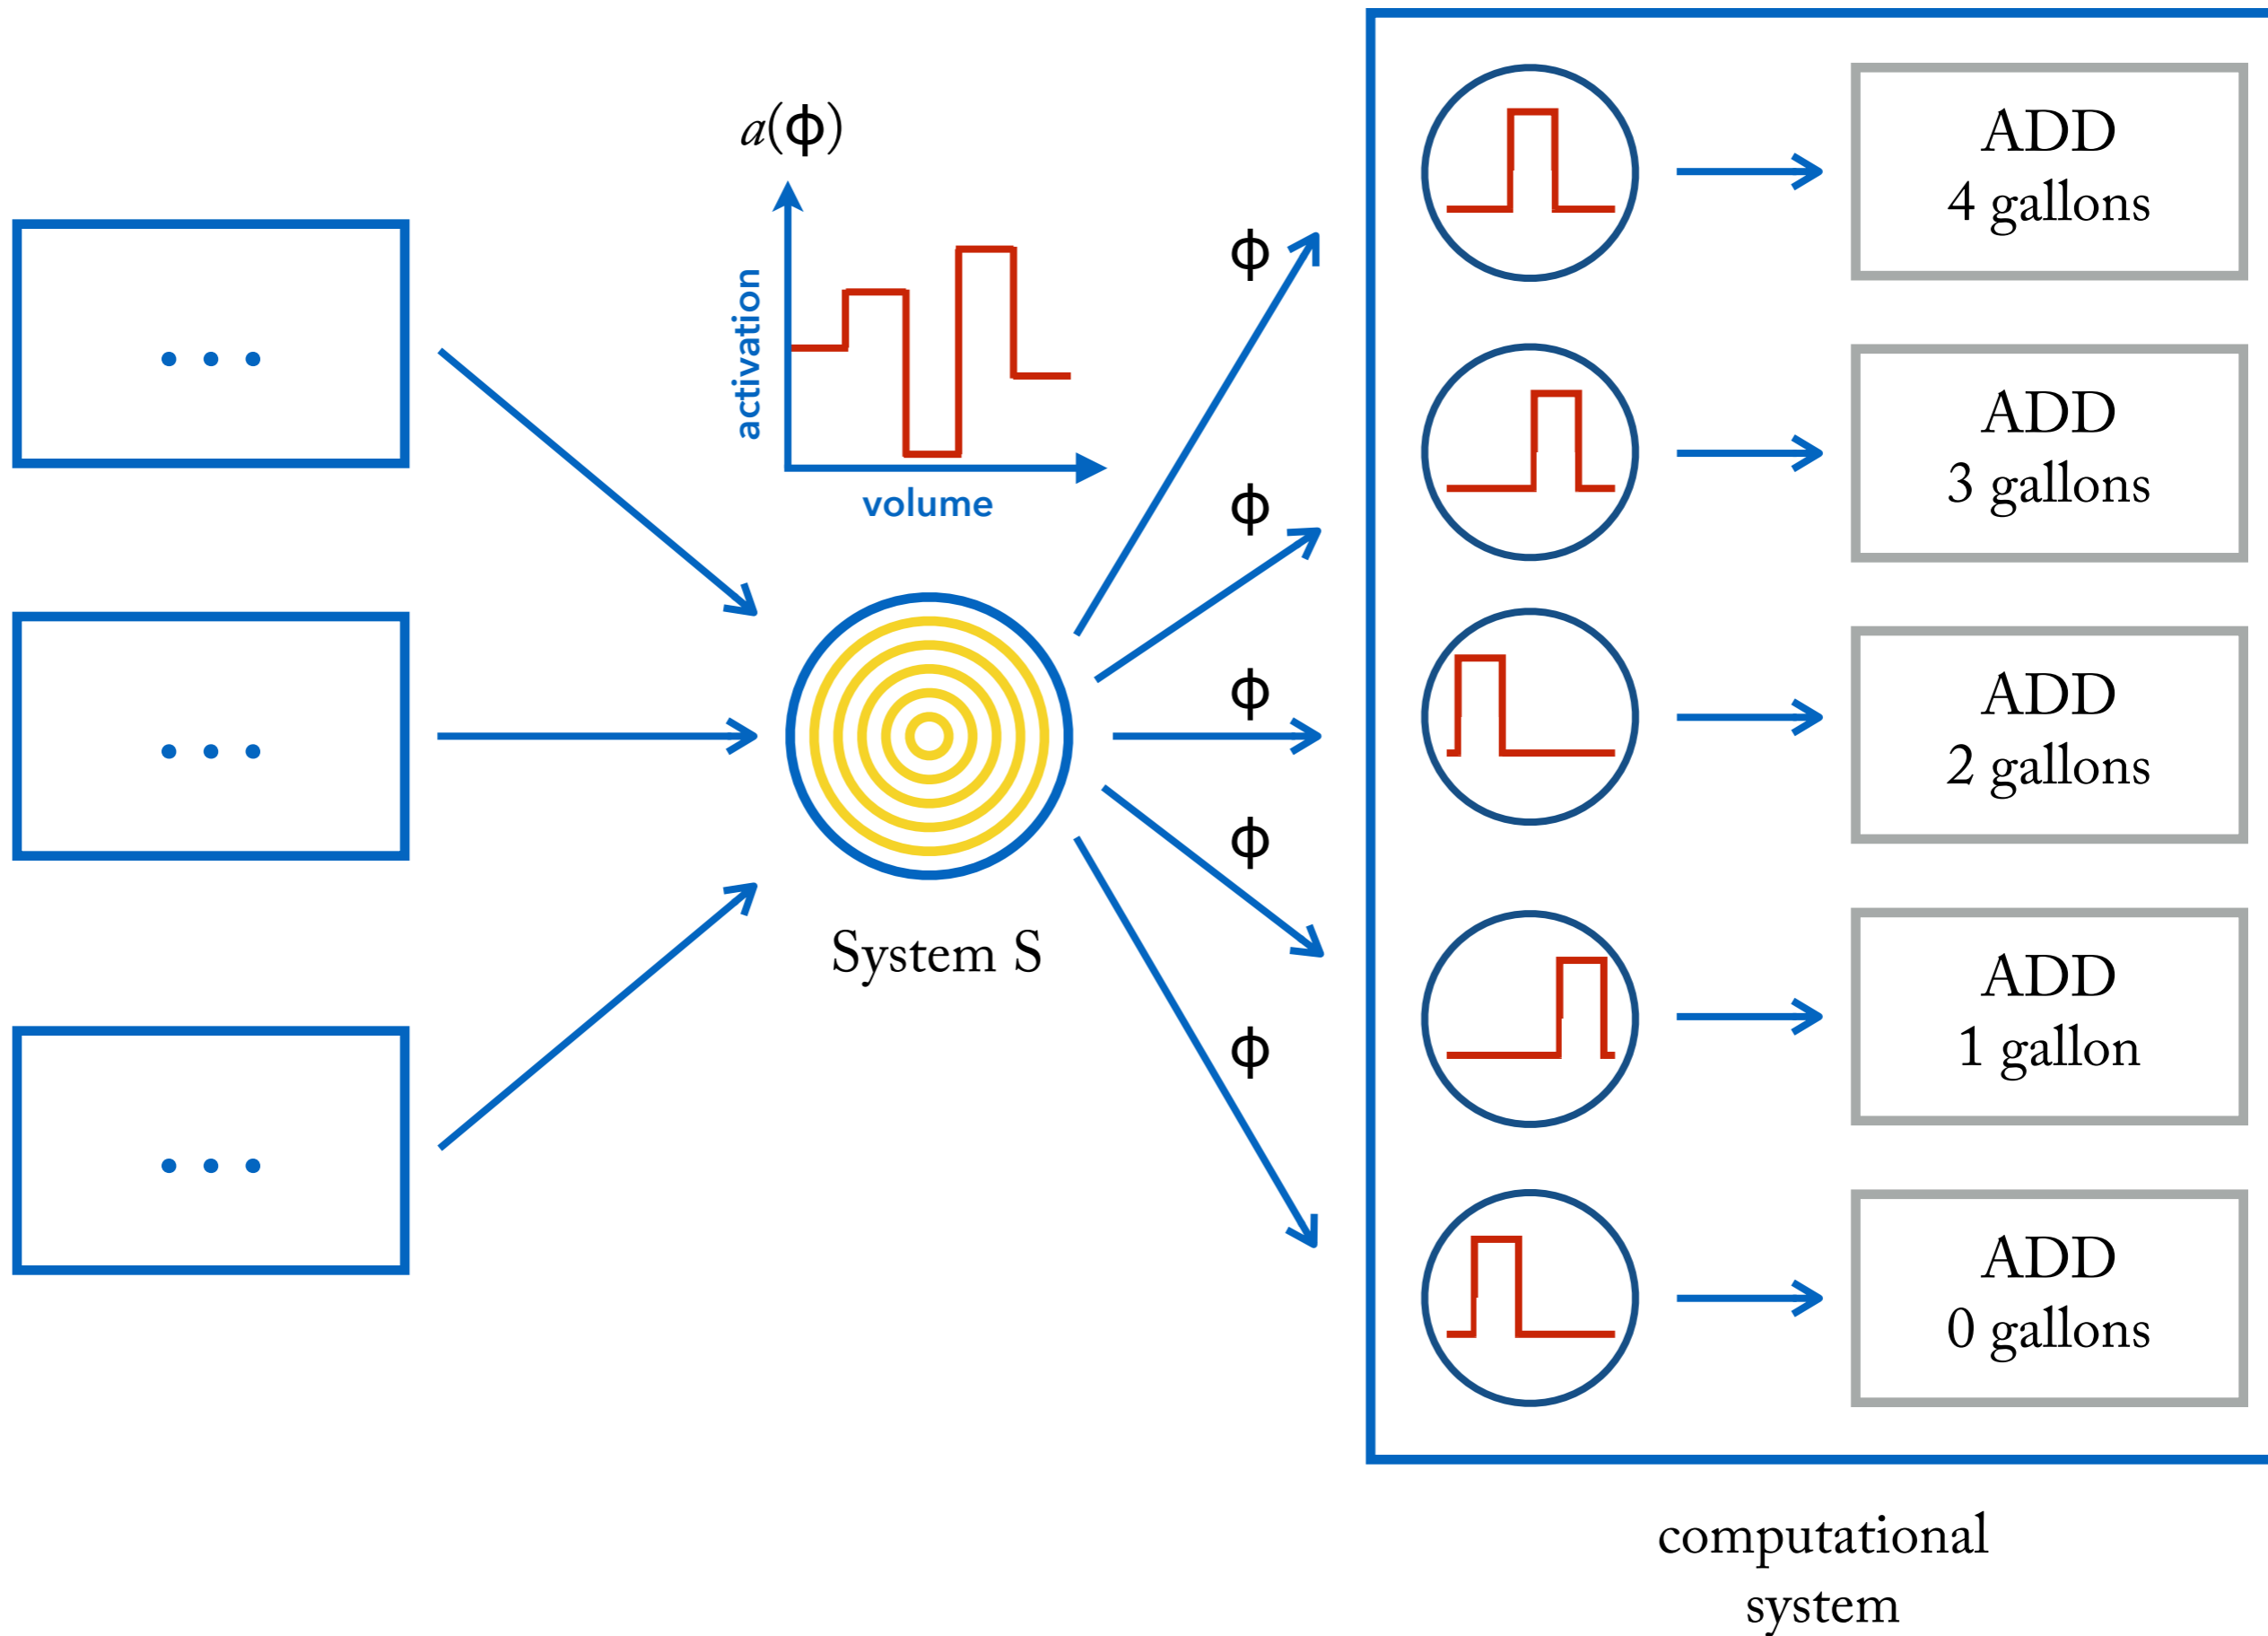 a(ϕ)
activation
volume
• • •
• • •
• • •
System S
ϕ
ϕ
ϕ
ϕ
ϕ
ADD
4 gallons
ADD
3 gallons
ADD
2 gallons
ADD
1 gallon
ADD
0 gallons
computational
system